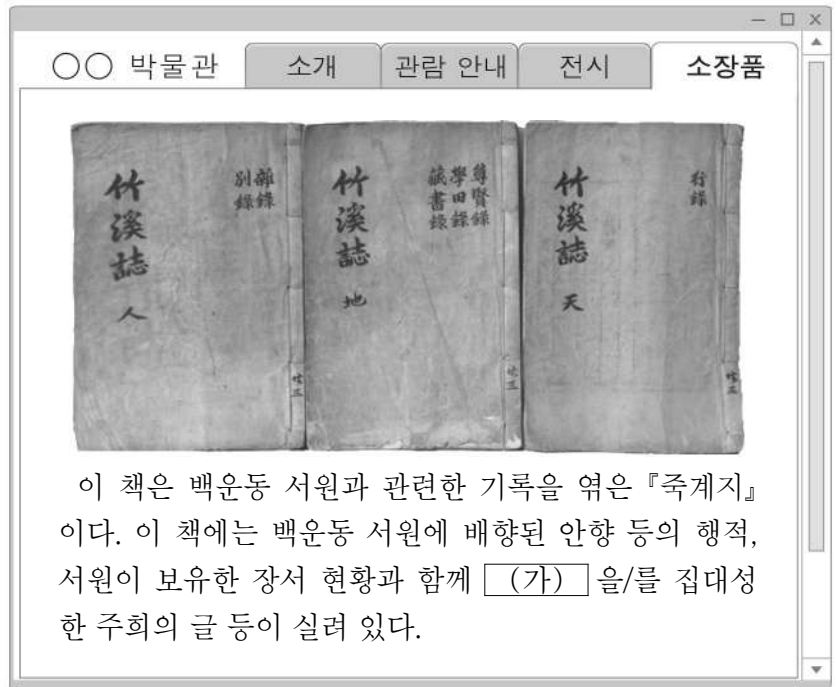 ○○ 박물관 소개 관람 안내 전시 소장품
竹溪誌 人
雜錄
別錄
竹溪誌 地
尊賢錄
學田錄
藏書錄
竹溪誌 天
行錄
이 책은 백운동 서원과 관련한 기록을 엮은 『죽계지』
이다. 이 책에는 백운동 서원에 배향된 안향 등의 행적,
서원이 보유한 장서 현황과 함께 (가) 을/를 집대성
한 주희의 글 등이 실려 있다.